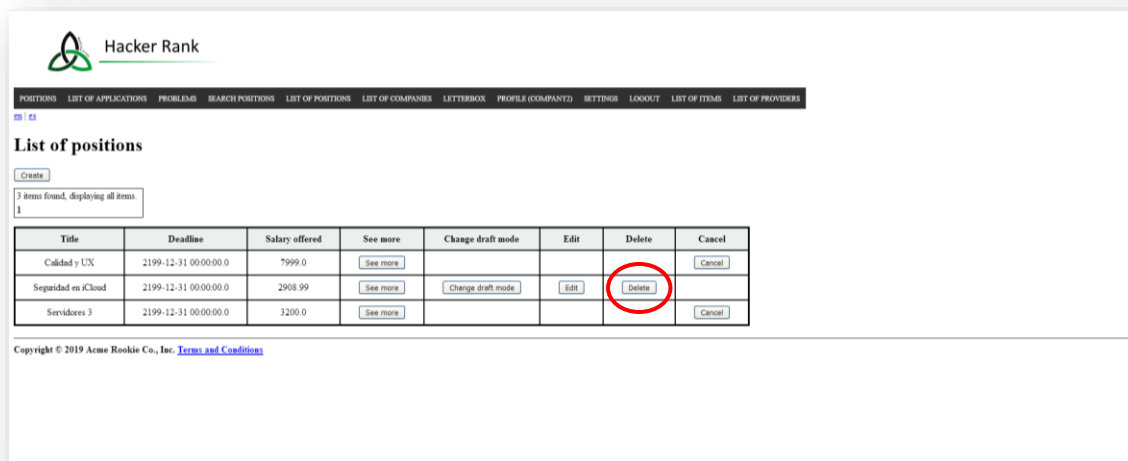 Hacker Rank
POSITIONS LIST OF APPLICATIONS PROBLEMS SEARCH POSITIONS LIST OF POSITIONS LIST OF COMPANIES LETTERBOX PROFILE (COMPANY2) SETTINGS LOGOUT LIST OF ITEMS LIST OF PROVIDERS
en | es
List of positions
Create
3 items found, displaying all items.
1
Title Deadline Salary offered See more Change draft mode Edit Delete Cancel
Calidad y UX 2199-12-31 00:00:00.0 7999.0 See more Cancel
Seguridad en iCloud 2199-12-31 00:00:00.0 2908.99 See more Change draft mode Edit Delete
Servidores 3 2199-12-31 00:00:00.0 3200.0 See more Cancel
Copyright © 2019 Acme Rookie Co., Inc. Terms and Conditions